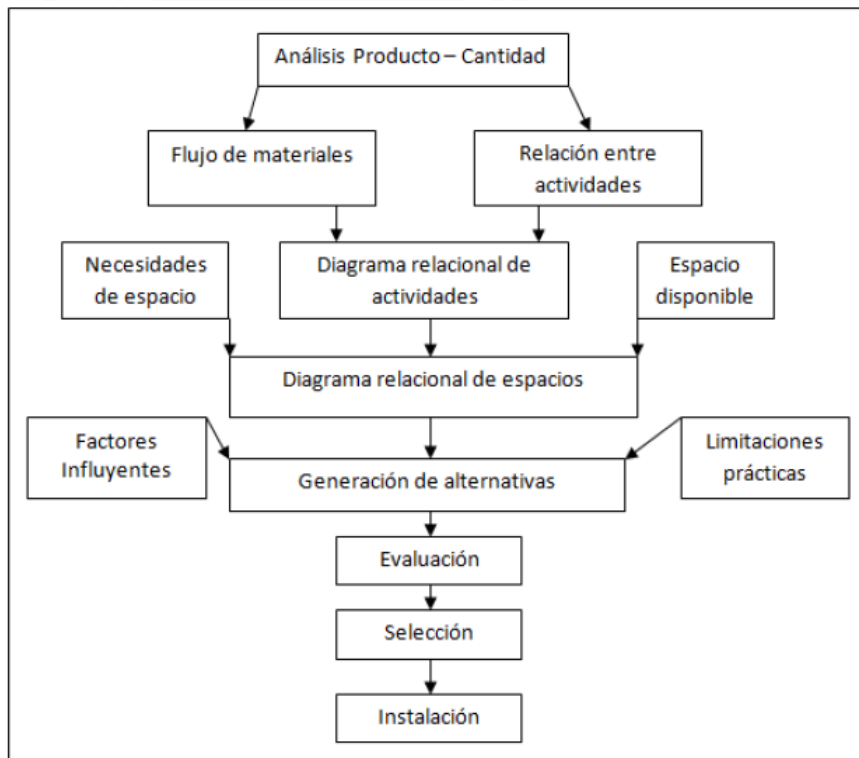 Análisis Producto – Cantidad
Flujo de materiales
Relación entre
actividades
Necesidades
de espacio
Diagrama relacional de
actividades
Espacio
disponible
Diagrama relacional de espacios
Factores
Influyentes
Generación de alternativas
Limitaciones
prácticas
Evaluación
Selección
Instalación